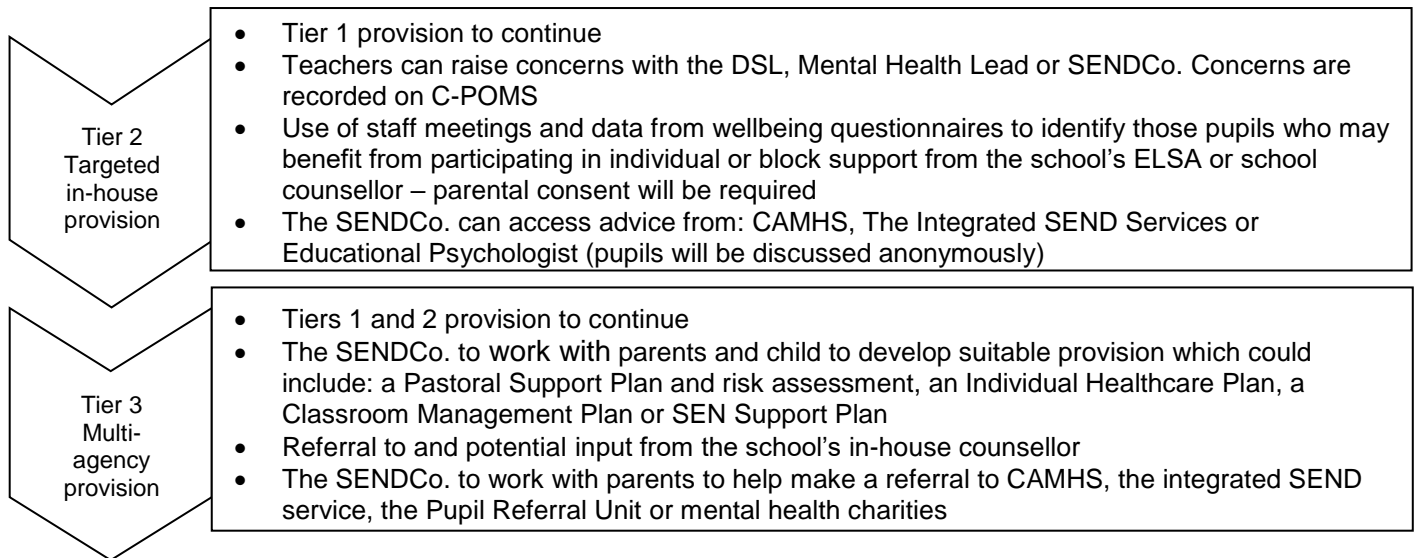 Tier 2
Targeted
in-house
provision
• Tier 1 provision to continue
• Teachers can raise concerns with the DSL, Mental Health Lead or SENDCo. Concerns are
recorded on C-POMS
• Use of staff meetings and data from wellbeing questionnaires to identify those pupils who may
benefit from participating in individual or block support from the school’s ELSA or school
counsellor – parental consent will be required
• The SENDCo. can access advice from: CAMHS, The Integrated SEND Services or
Educational Psychologist (pupils will be discussed anonymously)
Tier 3
Multi-
agency
provision
• Tiers 1 and 2 provision to continue
• The SENDCo. to work with parents and child to develop suitable provision which could
include: a Pastoral Support Plan and risk assessment, an Individual Healthcare Plan, a
Classroom Management Plan or SEN Support Plan
• Referral to and potential input from the school’s in-house counsellor
• The SENDCo. to work with parents to help make a referral to CAMHS, the integrated SEND
service, the Pupil Referral Unit or mental health charities